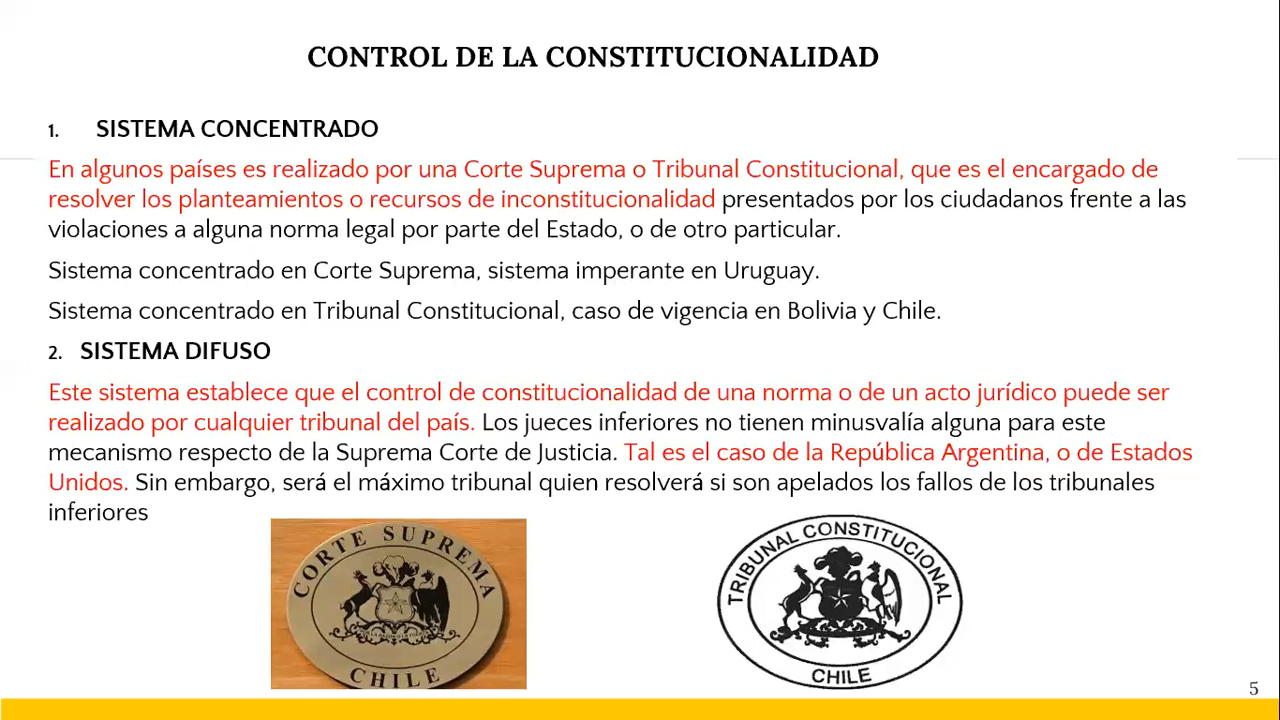 CONTROL DE LA CONSTITUCIONALIDAD
1. SISTEMA CONCENTRADO
En algunos países es realizado por una Corte Suprema o Tribunal Constitucional, que es el encargado de
resolver los planteamientos o recursos de inconstitucionalidad presentados por los ciudadanos frente a las
violaciones a alguna norma legal por parte del Estado, o de otro particular.
Sistema concentrado en Corte Suprema, sistema imperante en Uruguay.
Sistema concentrado en Tribunal Constitucional, caso de vigencia en Bolivia y Chile.
2. SISTEMA DIFUSO
Este sistema establece que el control de constitucionalidad de una norma o de un acto jurídico puede ser
realizado por cualquier tribunal del país. Los jueces inferiores no tienen minusvalía alguna para este
mecanismo respecto de la Suprema Corte de Justicia. Tal es el caso de la República Argentina, o de Estados
Unidos. Sin embargo, será el máximo tribunal quien resolverá si son apelados los fallos de los tribunales
inferiores
CORTE SUPREMA
CHILE
TRIBUNAL CONSTITUCIONAL
CHILE
5